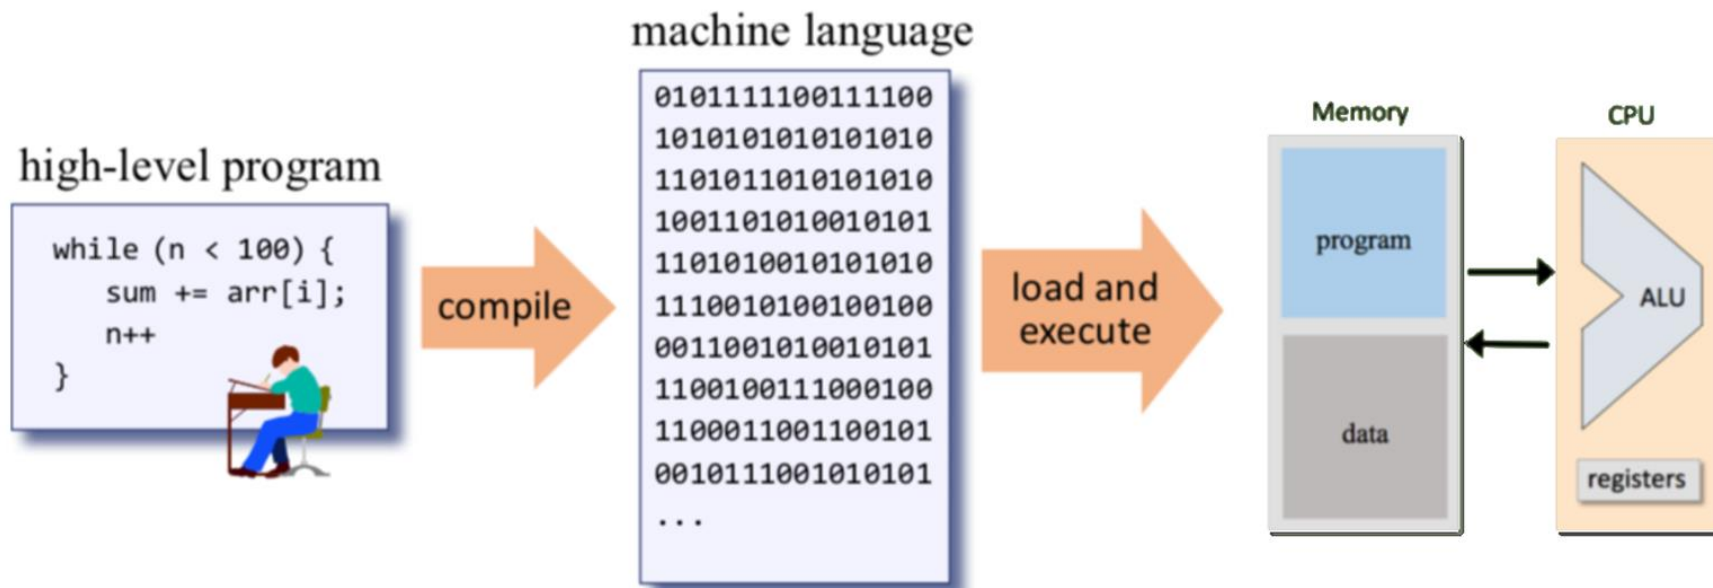 high-level program
while (n < 100) {
sum += arr[i];
n++
}
compile
machine language
0101111100111100
1010101010101010
1101011010101010
1001101010010101
1101010010101010
1110010100100100
0011001010010101
1100100111000100
1100011001100101
0010111001010101
...
load and
execute
Memory
program
data
CPU
ALU
registers